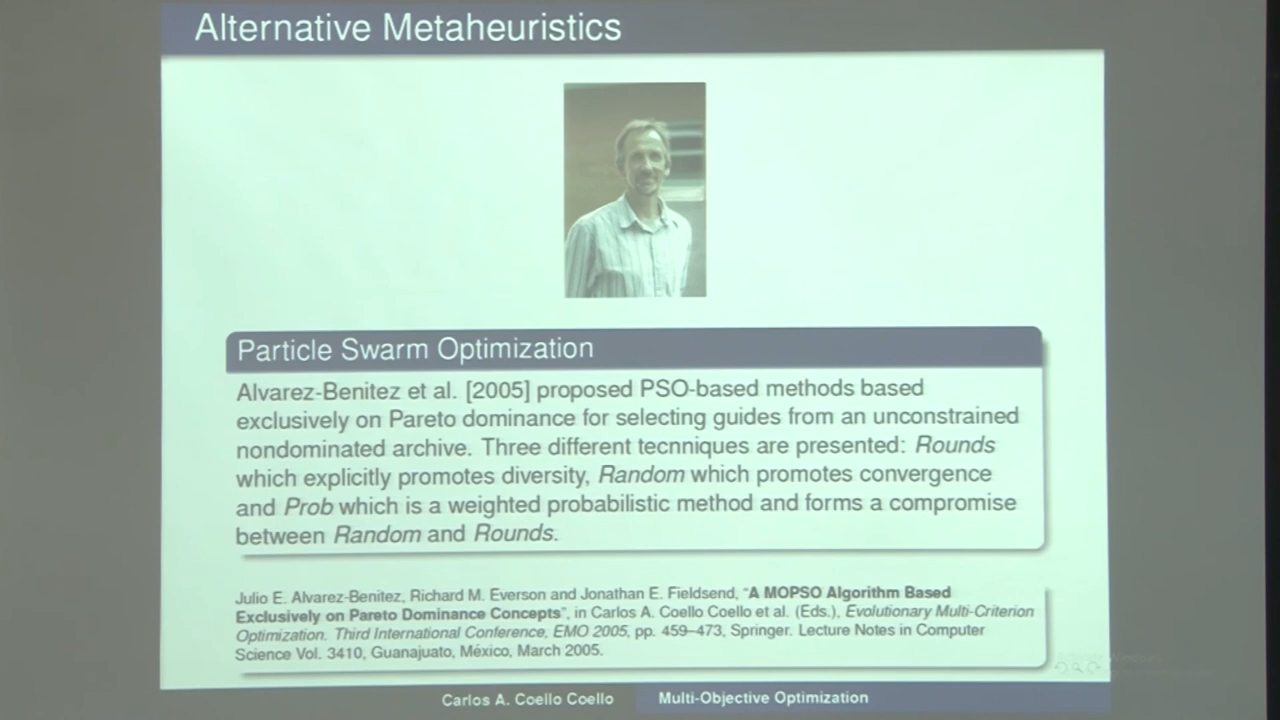 Alternative Metaheuristics
Particle Swarm Optimization
Alvarez-Benitez et al. [2005] proposed PSO-based methods based
exclusively on Pareto dominance for selecting guides from an unconstrained
nondominated archive. Three different tecnniques are presented: Rounds
which explicitly promotes diversity, Random which promotes convergence
and Prob which is a weighted probabilistic method and forms a compromise
between Random and Rounds.
Julio E. Alvarez-Benitez, Richard M. Everson and Jonathan E. Fieldsend, “A MOPSO Algorithm Based
Exclusively on Pareto Dominance Concepts”, in Carlos A. Coello Coello et al. (Eds.), Evolutionary Multi-Criterion
Optimization. Third International Conference, EMO 2005, pp. 459–473, Springer. Lecture Notes in Computer
Science Vol. 3410, Guanajuato, México, March 2005.
Carlos A. Coello Coello Multi-Objective Optimization